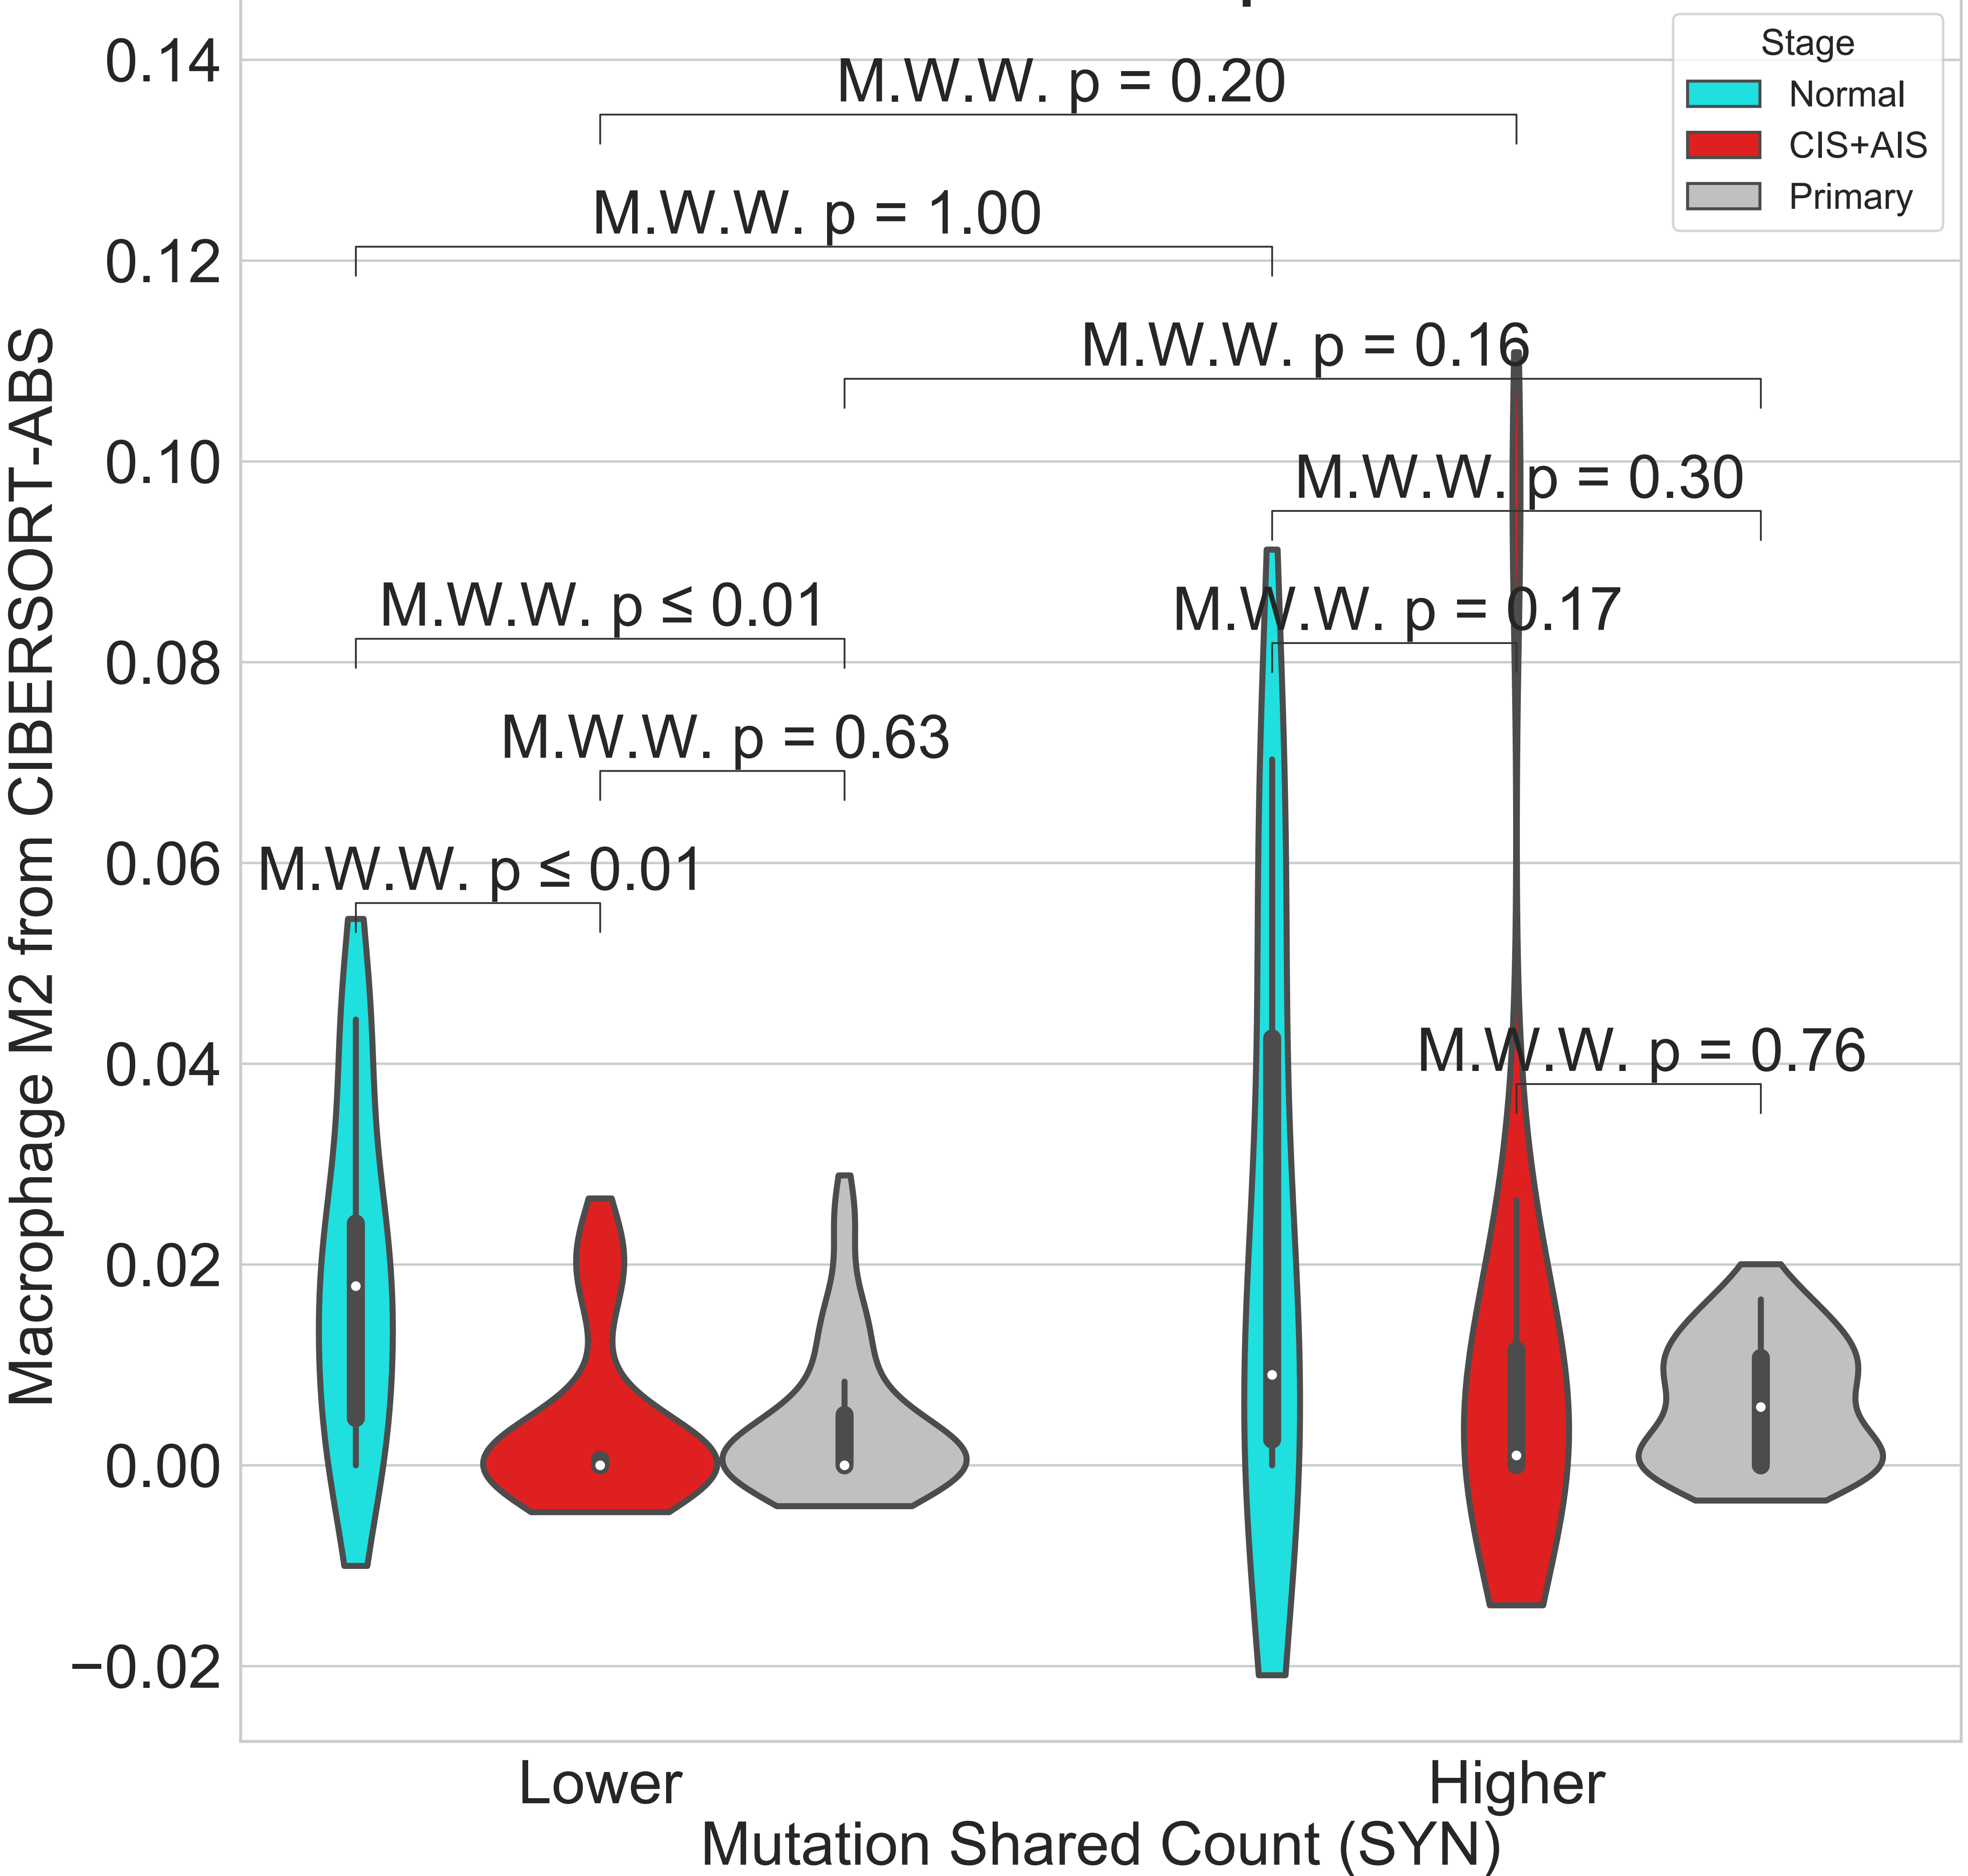 Macrophage M2 from CIBERSORT-ABS
0.14
0.12
0.10
0.08
0.06
0.04
0.02
0.00
−0.02
M.W.W. p = 0.20
M.W.W. p = 1.00
M.W.W. p = 0.16
M.W.W. p = 0.30
M.W.W. p ≤ 0.01
M.W.W. p = 0.17
M.W.W. p = 0.63
M.W.W. p ≤ 0.01
M.W.W. p = 0.76
Stage
Normal
CIS+AIS
Primary
Lower
Higher
Mutation Shared Count (SYN)